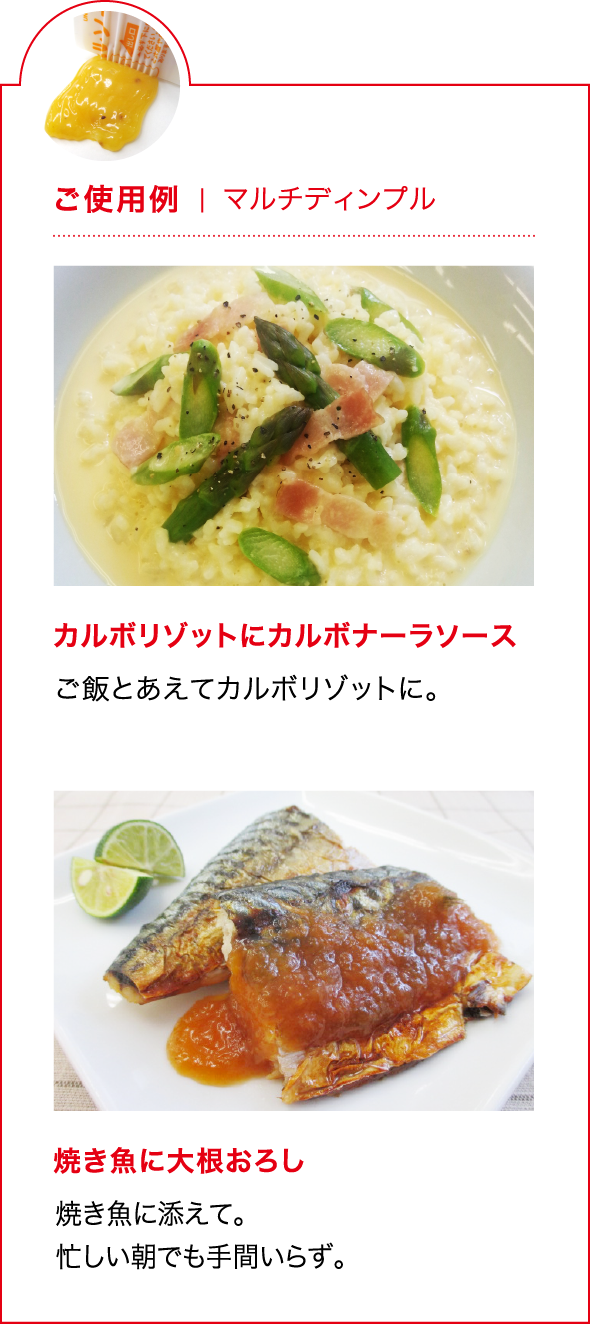 ご使用例 | マルチディンプル
カルボリゾットにカルボナーラソース
ご飯とあえてカルボリゾットに。
焼き魚に大根おろし
焼き魚に添えて。
忙しい朝でも手間いらず。